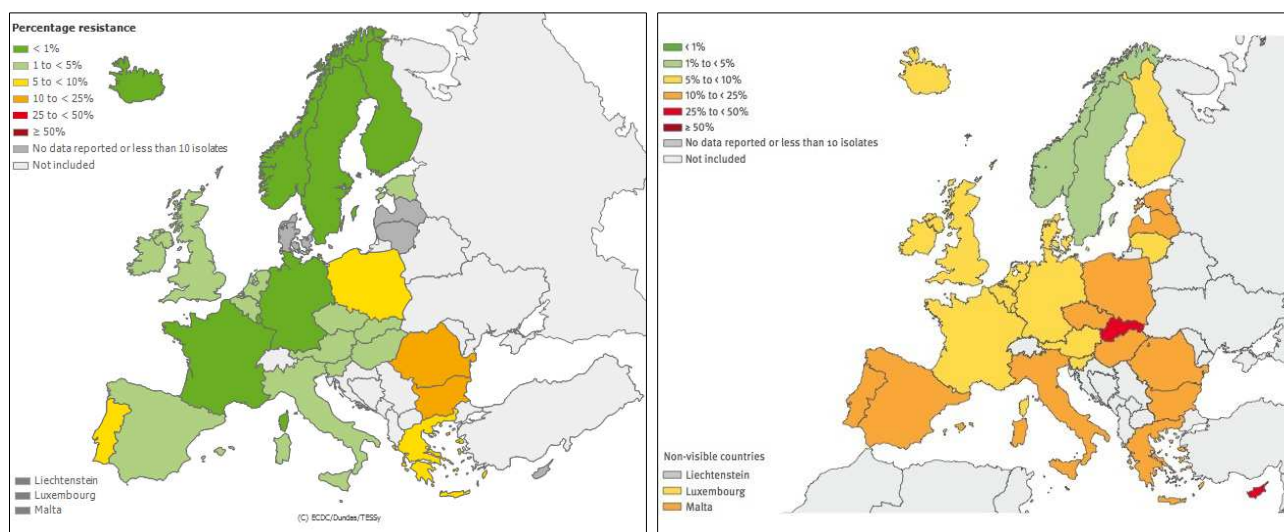 Percentage resistance
< 1%
1 to < 5%
5 to < 10%
10 to < 25%
25 to < 50%
≥ 50%
No data reported or less than 10 isolates
Not included
Liechtenstein
Luxembourg
Malta
(C) ECDC/Dundas/TESSy
< 1%
1% to < 5%
5% to < 10%
10% to < 25%
25% to < 50%
≥ 50%
No data reported or less than 10 isolates
Not included
Non-visible countries
Liechtenstein
Luxembourg
Malta